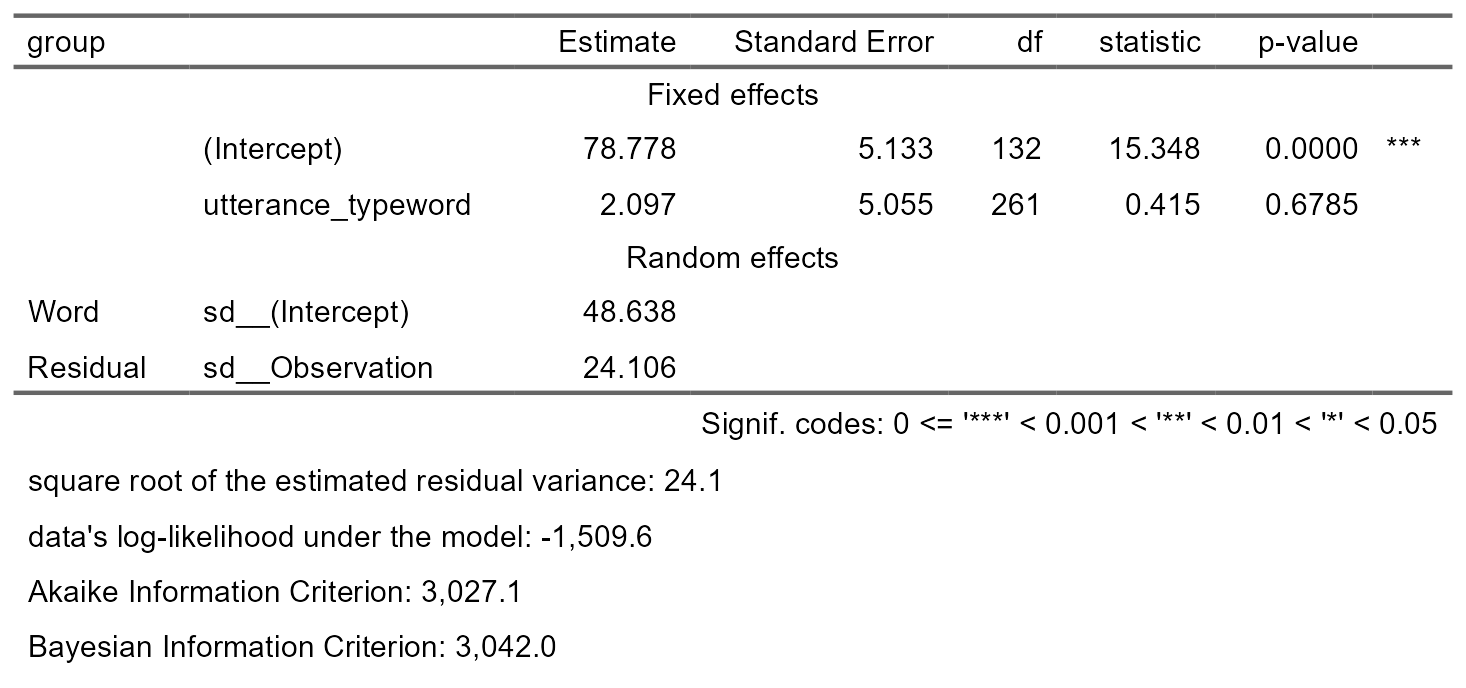 group Estimate Standard Error df statistic p-value
Fixed effects
(Intercept) 78.778 5.133 132 15.348 0.0000 ***
utterance_typeword 2.097 5.055 261 0.415 0.6785
Random effects
Word sd__(Intercept) 48.638
Residual sd__Observation 24.106
Signif. codes: 0 <= '***' < 0.001 < '**' < 0.01 < '*' < 0.05
square root of the estimated residual variance: 24.1
data's log-likelihood under the model: -1,509.6
Akaike Information Criterion: 3,027.1
Bayesian Information Criterion: 3,042.0